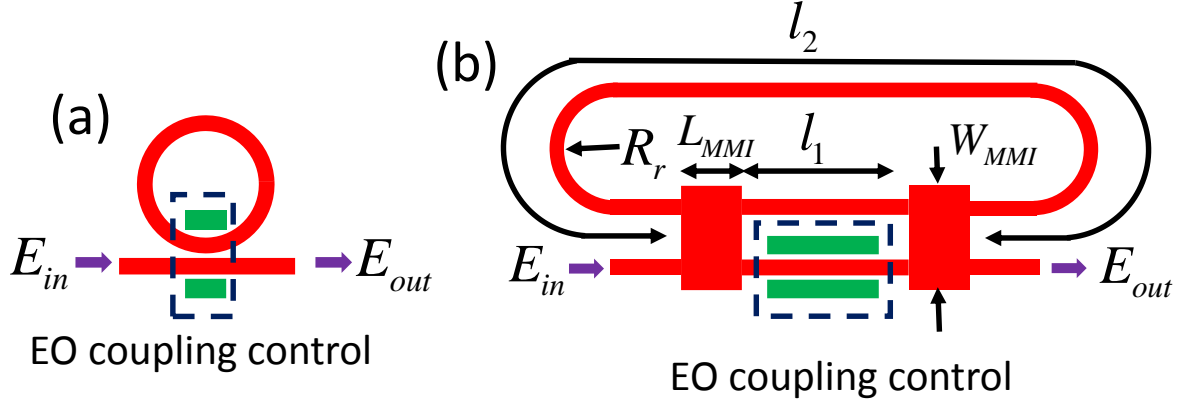 (a)
E_in
E_out
EO coupling control
(b)
l_2
R_r
L_MMI
l_1
W_MMI
E_in
E_out
EO coupling control